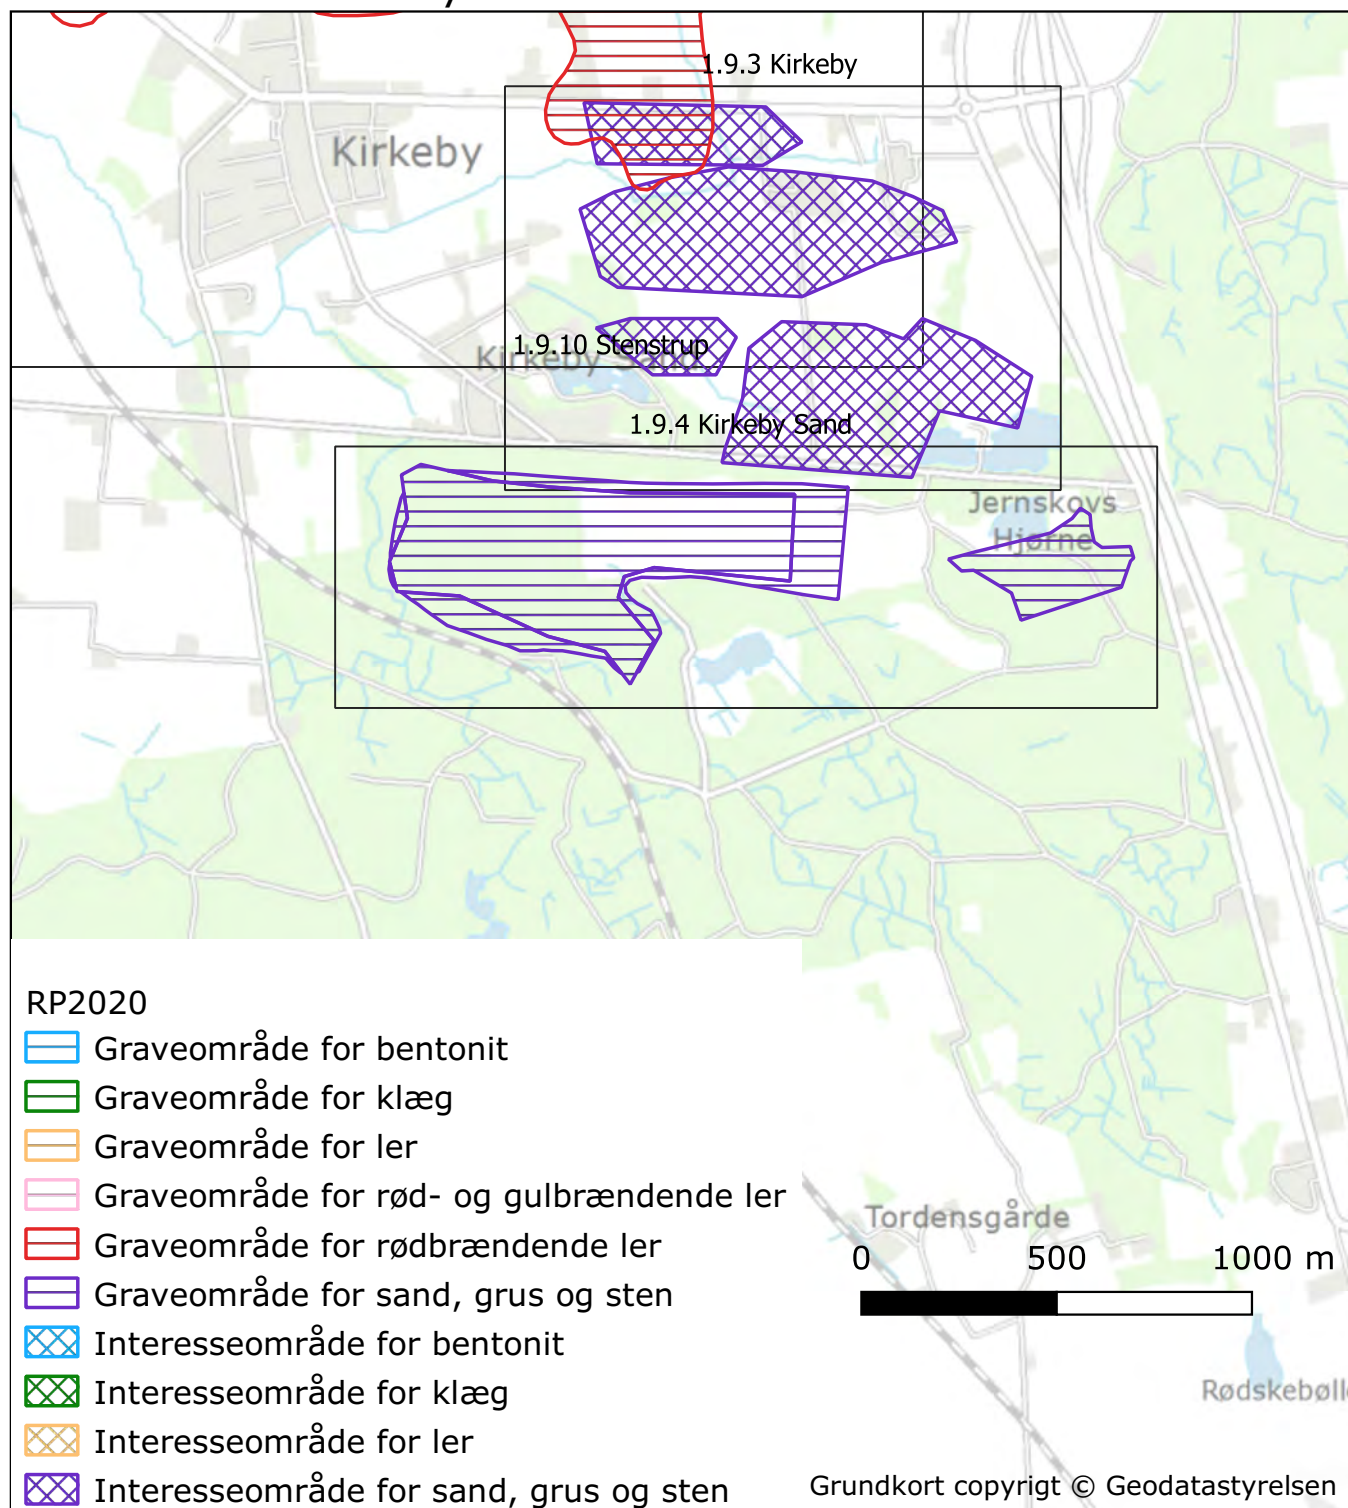 1.9.3 Kirkeby
Kirkeby
1.9.10 Stenstrup
Kirkeby Sand
1.9.4 Kirkeby Sand
Jernskovs
Hjørne
RP2020
Graveområde for bentonit
Graveområde for klæg
Graveområde for ler
Graveområde for rød- og gulbrændende ler
Graveområde for rødbrændende ler
Graveområde for sand, grus og sten
Interesseområde for bentonit
Interesseområde for klæg
Interesseområde for ler
Interesseområde for sand, grus og sten
Tordensgårde
0 500 1000 m
Rødskebølle
Grundkort copyrigt © Geodatastyrelsen